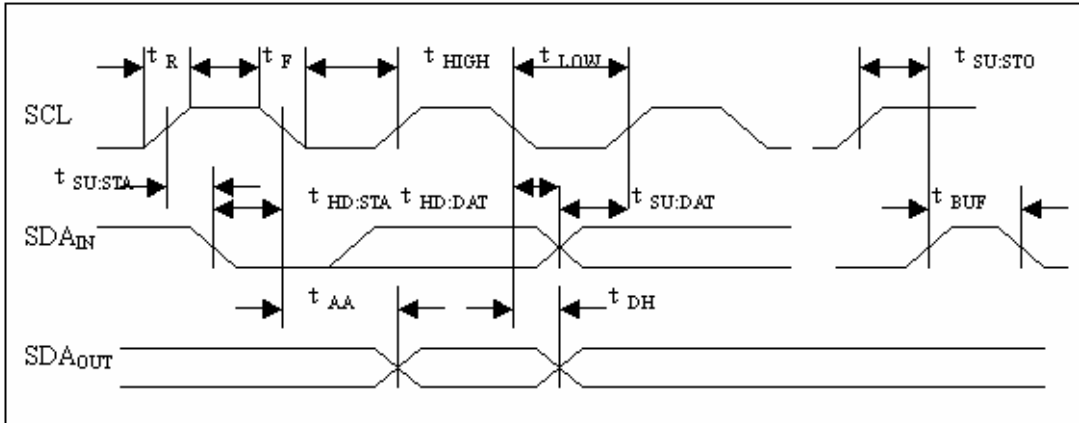 t R t F t HIGH t LOW t SU:STO
SCL
t SU:STA t HD:STA t HD:DAT t SU:DAT t BUF
SDAIN
t AA t DH
SDAOUT